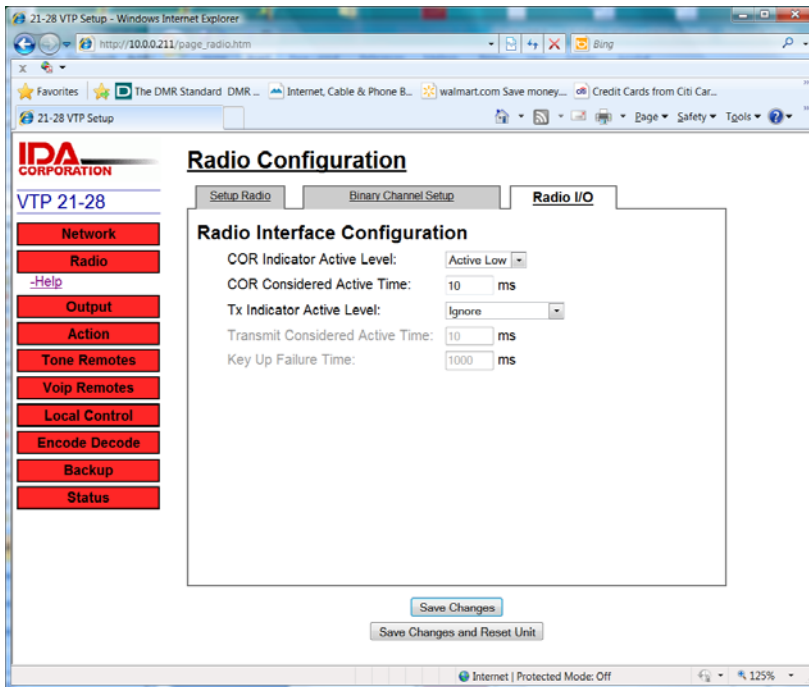 21-28 VTP Setup - Windows Internet Explorer
http://10.0.0.211/page_radio.htm
Bing
x
Favorites The DMR Standard DMR ... Internet, Cable & Phone B... walmart.com Save money.... Credit Cards from Citi Car...
21-28 VTP Setup
Page Safety Tools
IDA
CORPORATION
VTP 21-28
Network
Radio
-Help
Output
Action
Tone Remotes
Voip Remotes
Local Control
Encode Decode
Backup
Status
Radio Configuration
Setup Radio Binary Channel Setup Radio I/O
Radio Interface Configuration
COR Indicator Active Level: Active Low
COR Considered Active Time: 10 ms
Tx Indicator Active Level: Ignore
Transmit Considered Active Time: 10 ms
Key Up Failure Time: 1000 ms
Save Changes
Save Changes and Reset Unit
Internet | Protected Mode: Off 125%